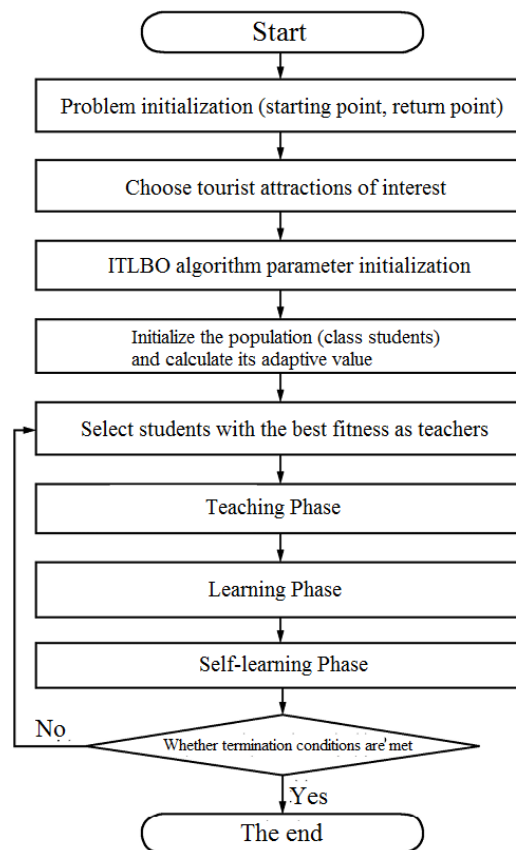 Start
Problem initialization (starting point, return point)
Choose tourist attractions of interest
ITLBO algorithm parameter initialization
Initialize the population (class students)
and calculate its adaptive value
Select students with the best fitness as teachers
Teaching Phase
Learning Phase
Self-learning Phase
No
Whether termination conditions are met
Yes
The end